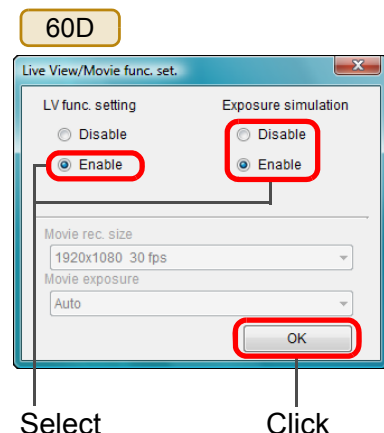 60D
Live View/Movie func. set.
LV func. setting
Exposure simulation
Disable
Disable
Enable
Enable
Movie rec. size
1920x1080 30 fps
Movie exposure
Auto
OK
Select
Click